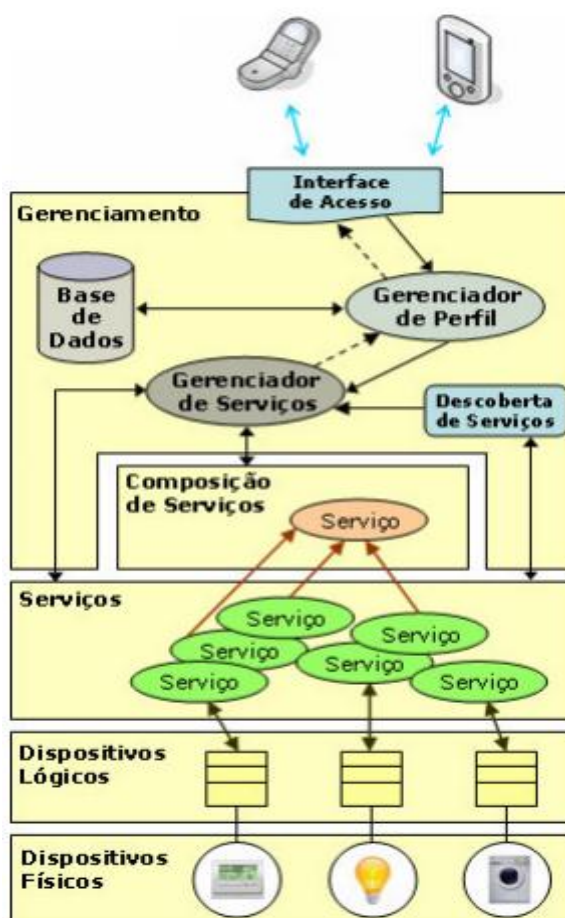 Interface
de Acesso
Gerenciamento
Base
de
Dados
Gerenciador
de Perfil
Gerenciador
de Serviços
Descoberta
de Serviços
Composição
de Serviços
Serviço
Serviços
Serviço
Serviço
Serviço
Serviço
Serviço
Serviço
Dispositivos
Lógicos
Dispositivos
Físicos